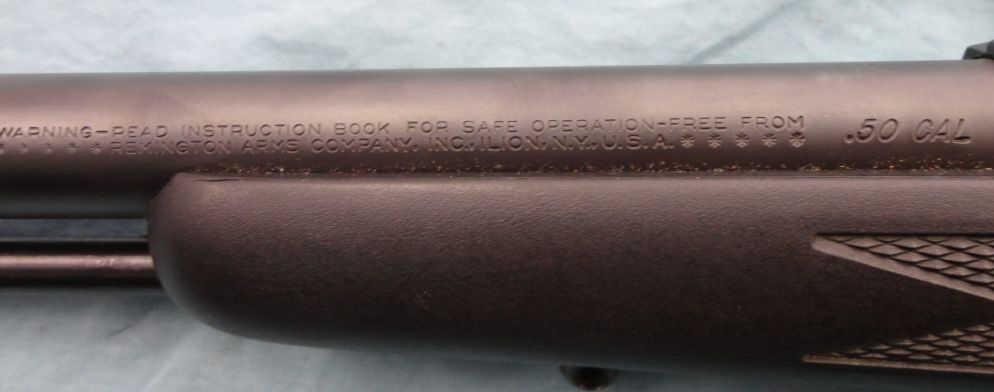 WARNING-READ INSTRUCTION BOOK FOR SAFE OPERATION-FREE FROM
* * * * * REMINGTON ARMS COMPANY, INC., ILION, N.Y. U.S.A. * * * * *
.50 CAL